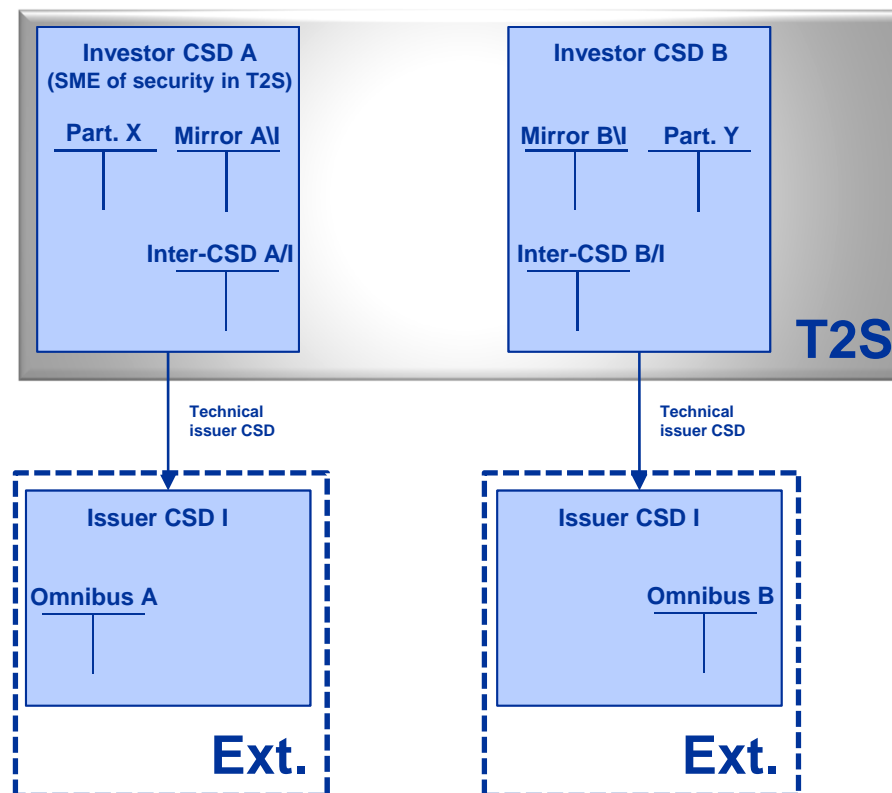 Investor CSD A
(SME of security in T2S)
Part. X
Mirror A\I
Inter-CSD A/I
Investor CSD B
Mirror B\I
Part. Y
Inter-CSD B/I
T2S
Technical
issuer CSD
Technical
issuer CSD
Issuer CSD I
Omnibus A
Ext.
Issuer CSD I
Omnibus B
Ext.